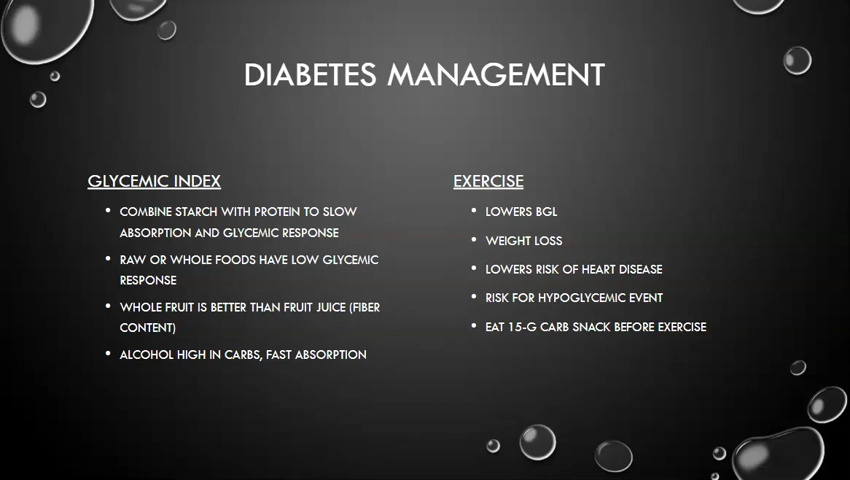 DIABETES MANAGEMENT
GLYCEMIC INDEX
• COMBINE STARCH WITH PROTEIN TO SLOW
ABSORPTION AND GLYCEMIC RESPONSE
• RAW OR WHOLE FOODS HAVE LOW GLYCEMIC
RESPONSE
• WHOLE FRUIT IS BETTER THAN FRUIT JUICE (FIBER
CONTENT)
• ALCOHOL HIGH IN CARBS, FAST ABSORPTION
EXERCISE
• LOWERS BGL
• WEIGHT LOSS
• LOWERS RISK OF HEART DISEASE
• RISK FOR HYPOGLYCEMIC EVENT
• EAT 15-G CARB SNACK BEFORE EXERCISE